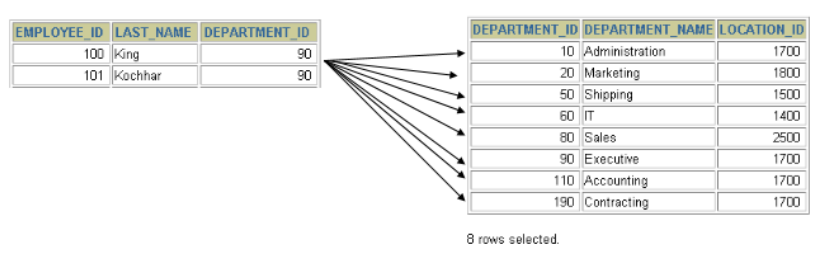 EMPLOYEE_ID LAST_NAME DEPARTMENT_ID
100 King 90
101 Kochhar 90
DEPARTMENT_ID DEPARTMENT_NAME LOCATION_ID
10 Administration 1700
20 Marketing 1800
50 Shipping 1500
60 IT 1400
80 Sales 2500
90 Executive 1700
110 Accounting 1700
190 Contracting 1700
8 rows selected.